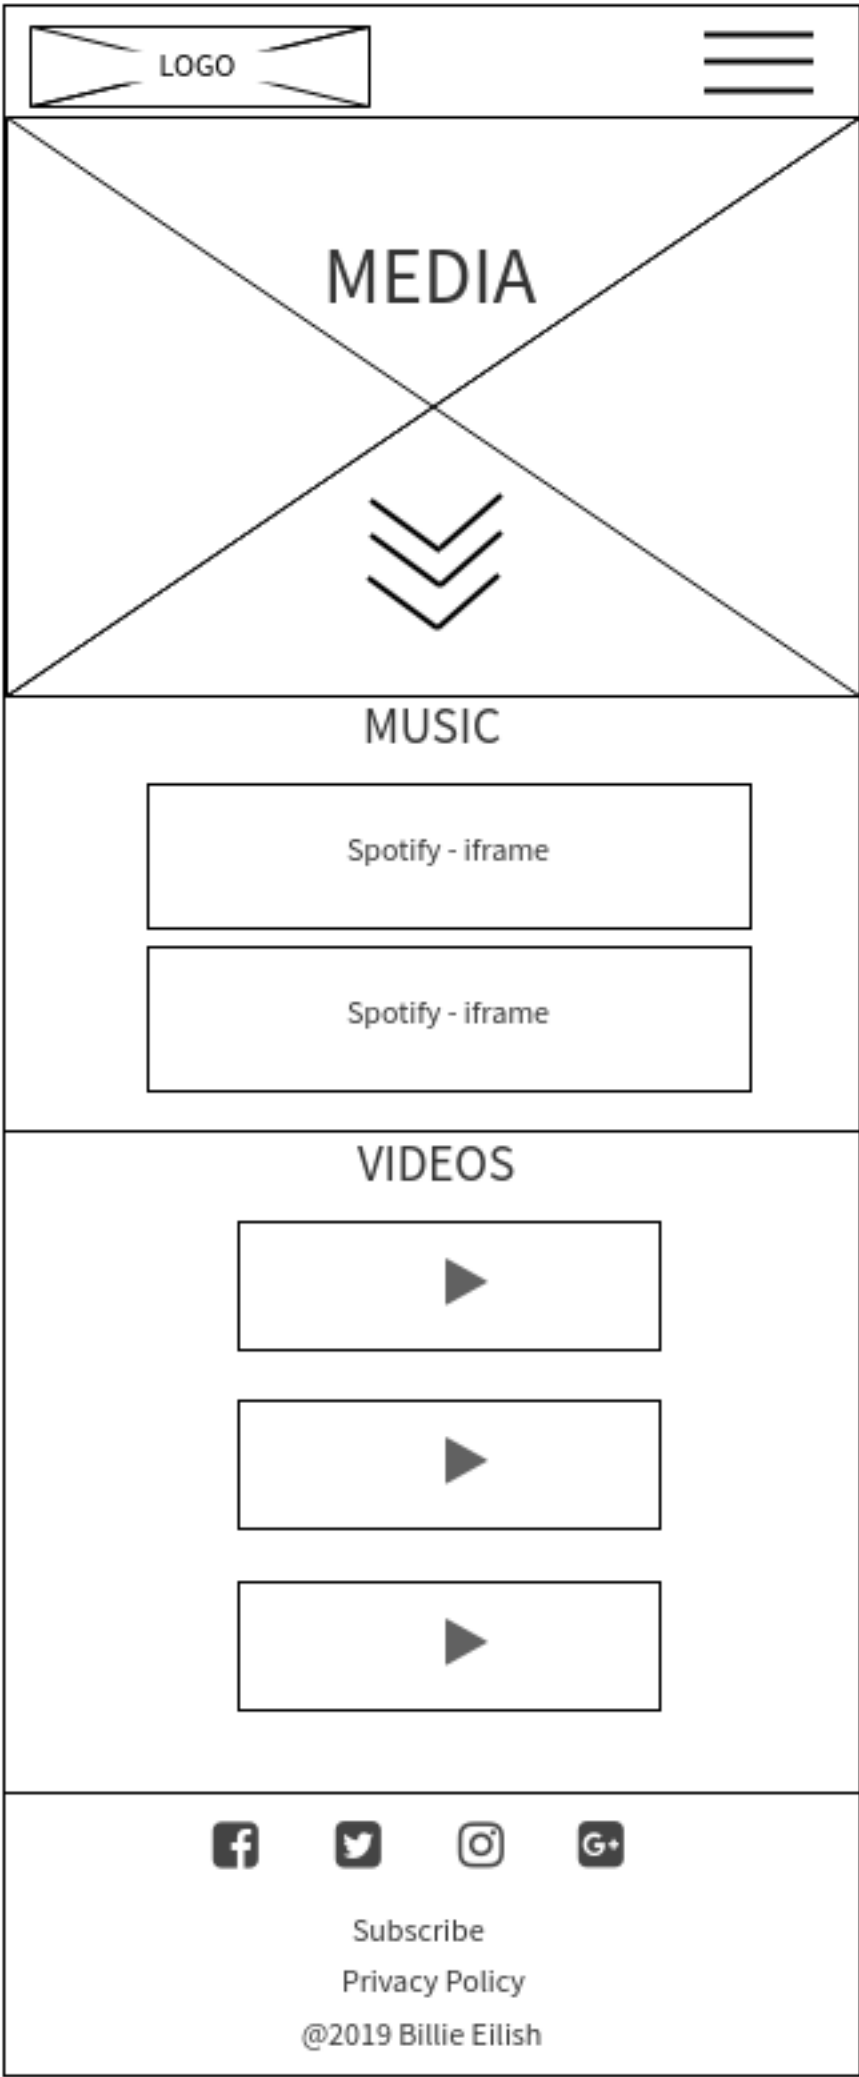 LOGO
MEDIA
MUSIC
Spotify - iframe
Spotify - iframe
VIDEOS
Subscribe
Privacy Policy
@2019 Billie Eilish